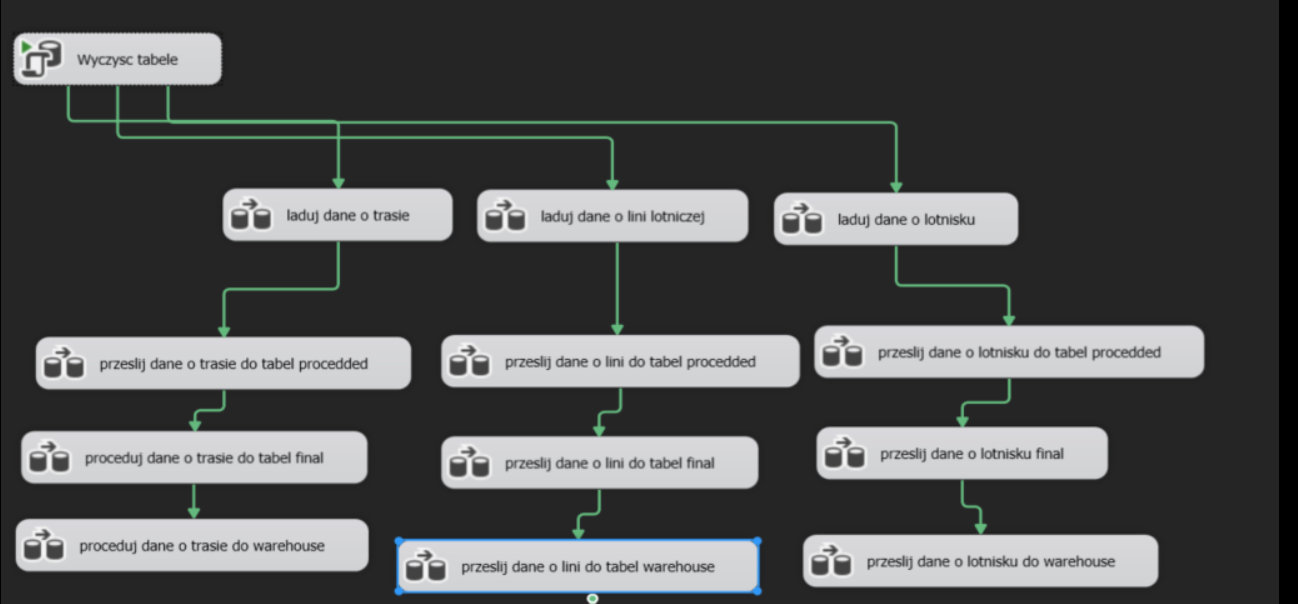 Wyczysc tabele
laduj dane o trasie
laduj dane o lini lotniczej
laduj dane o lotnisku
przeslij dane o trasie do tabel procedded
przeslij dane o lini do tabel procedded
przeslij dane o lotnisku do tabel procedded
proceduj dane o trasie do tabel final
przeslij dane o lini do tabel final
przeslij dane o lotnisku final
proceduj dane o trasie do warehouse
przeslij dane o lini do tabel warehouse
przeslij dane o lotnisku do warehouse